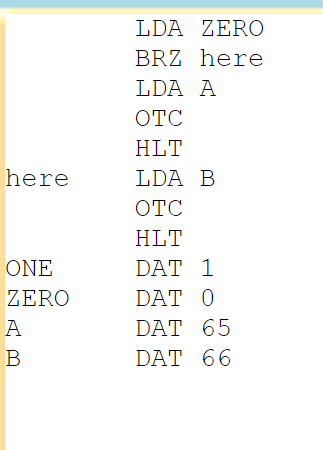 LDA ZERO
BRZ here
LDA A
OTC
HLT
here LDA B
OTC
HLT
ONE DAT 1
ZERO DAT 0
A DAT 65
B DAT 66